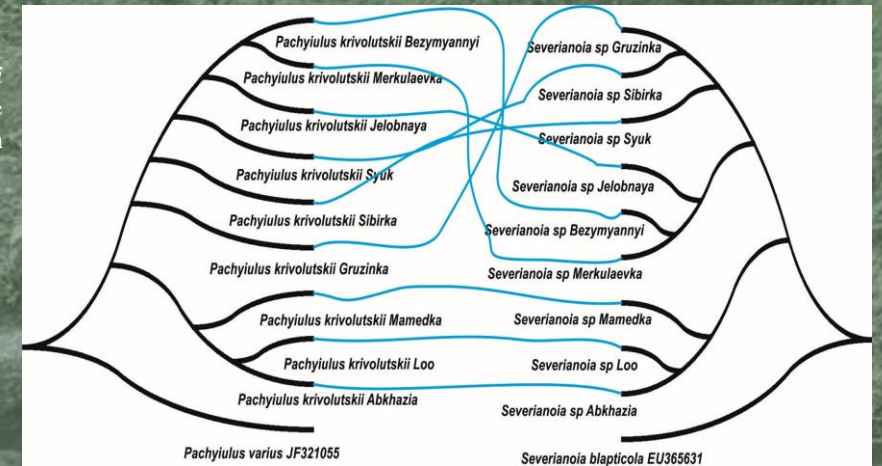 Pachyiulus krivolutskii Bezymyannyi
Pachyiulus krivolutskii Merkulaevka
Pachyiulus krivolutskii Jelobnaya
Pachyiulus krivolutskii Syuk
Pachyiulus krivolutskii Sibirka
Pachyiulus krivolutskii Gruzinka
Pachyiulus krivolutskii Mamedka
Pachyiulus krivolutskii Loo
Pachyiulus krivolutskii Abkhazia
Pachyiulus varius JF321055
Severianoia sp Gruzinka
Severianoia sp Sibirka
Severianoia sp Syuk
Severianoia sp Jelobnaya
Severianoia sp Bezymyannyi
Severianoia sp Merkulaevka
Severianoia sp Mamedka
Severianoia sp Loo
Severianoia sp Abkhazia
Severianoia blapticola EU365631